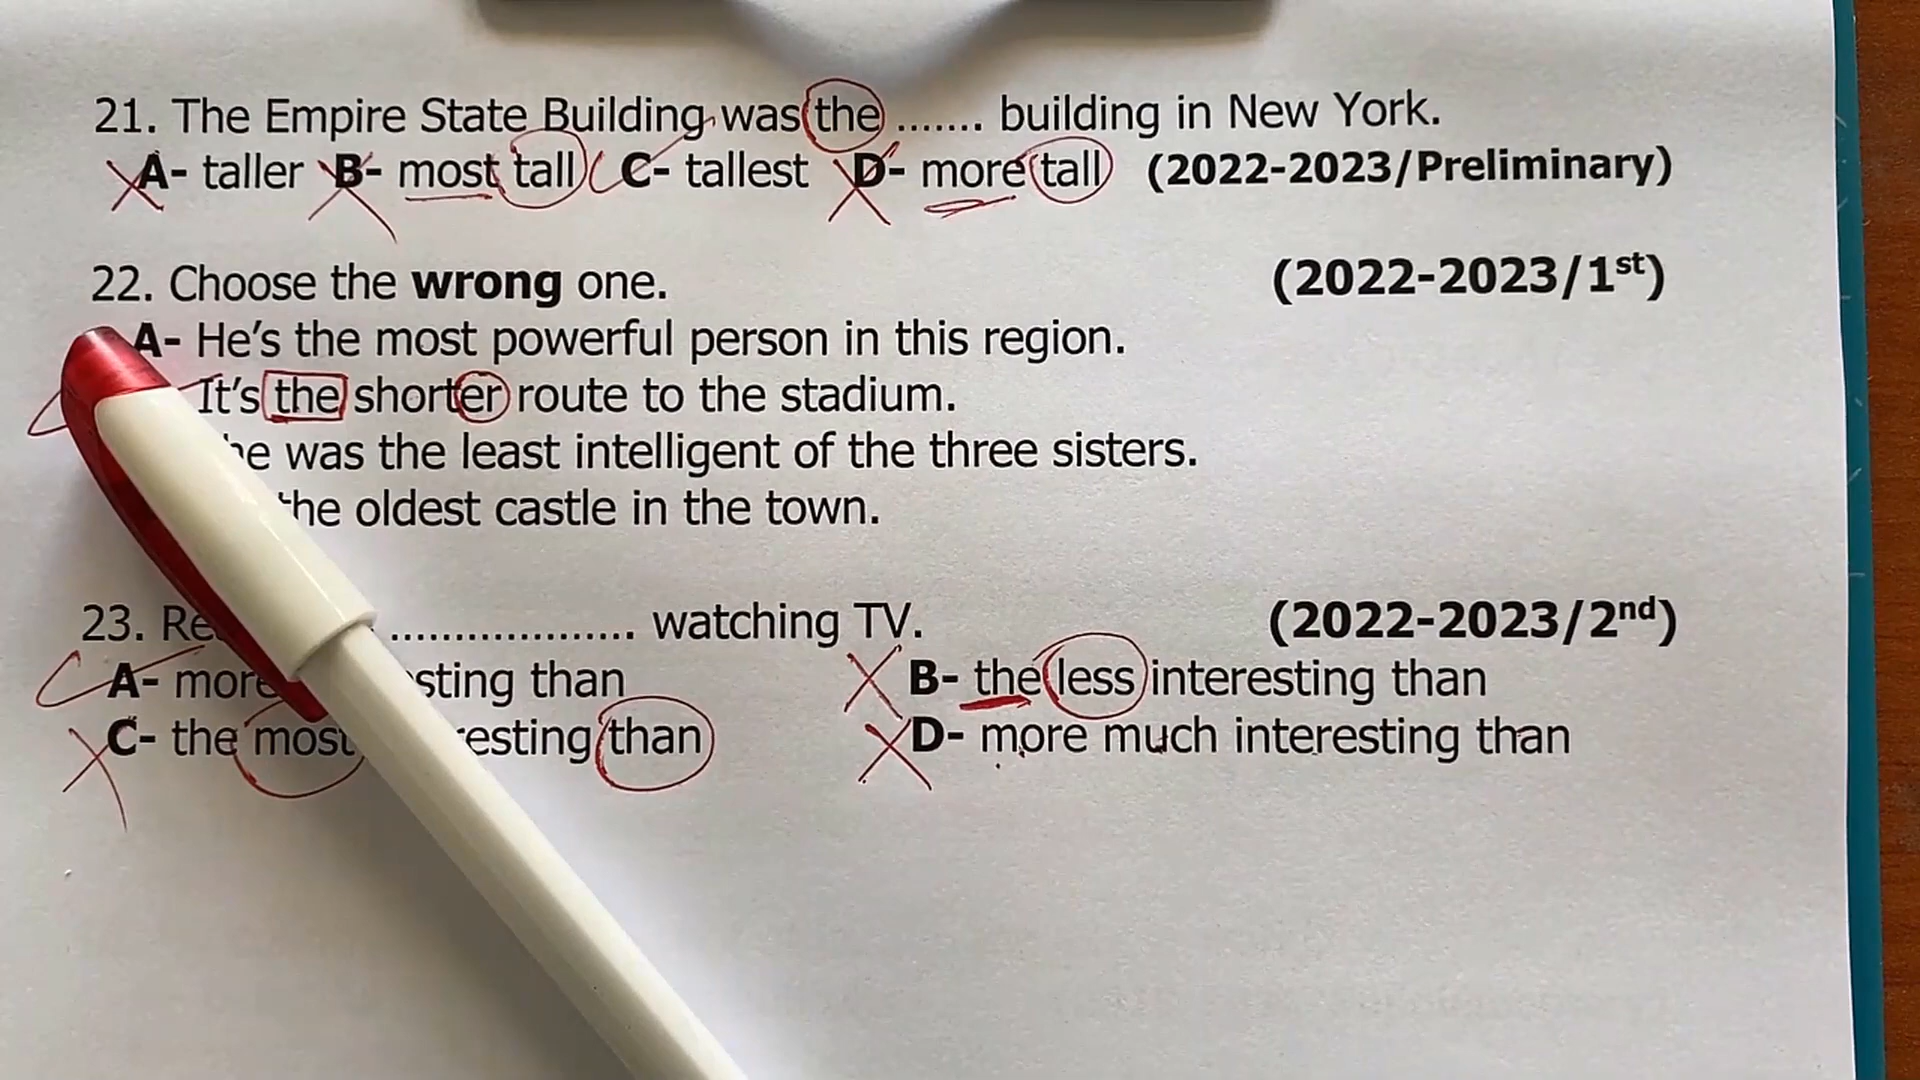 21. The Empire State Building was the ....... building in New York.
A- taller B- most tall C- tallest D- more tall (2022-2023/Preliminary)
22. Choose the wrong one. (2022-2023/1st)
A- He's the most powerful person in this region.
It's the shorter route to the stadium.
was the least intelligent of the three sisters.
the oldest castle in the town.
23. ................... watching TV. (2022-2023/2nd)
A- more than B- the less interesting than
C- the most than D- more much interesting than